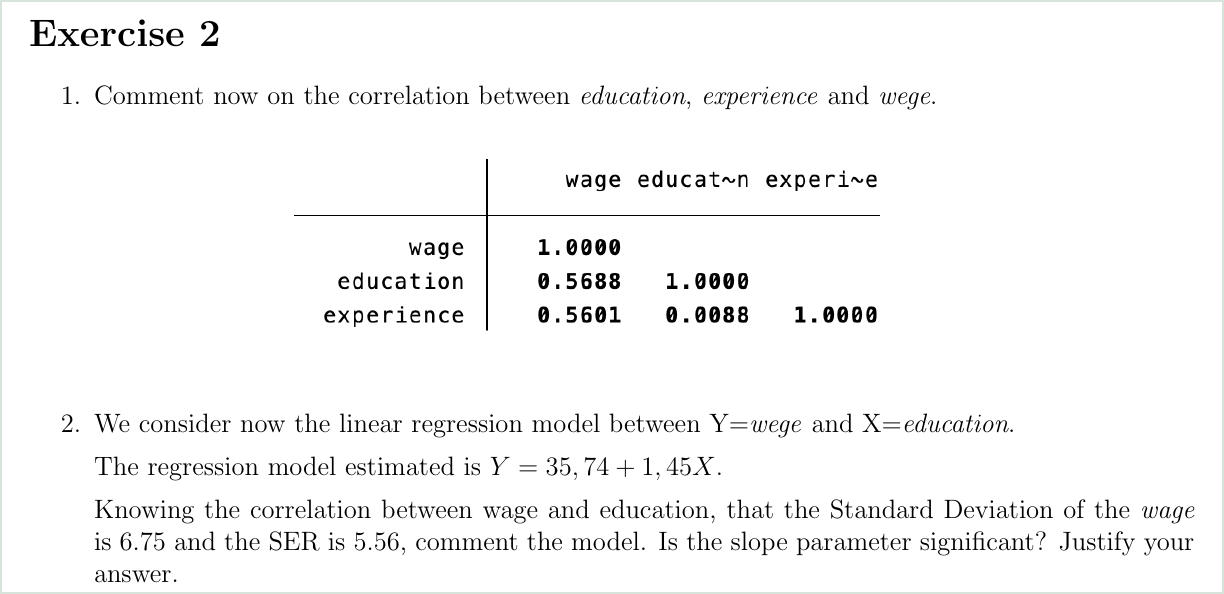 Exercise 2
1. Comment now on the correlation between education, experience and wege.
wage educat~n experi~e
wage 1.0000
education 0.5688 1.0000
experience 0.5601 0.0088 1.0000
2. We consider now the linear regression model between Y=wege and X=education.
The regression model estimated is Y = 35, 74 + 1, 45X.
Knowing the correlation between wage and education, that the Standard Deviation of the wage
is 6.75 and the SER is 5.56, comment the model. Is the slope parameter significant? Justify your
answer.